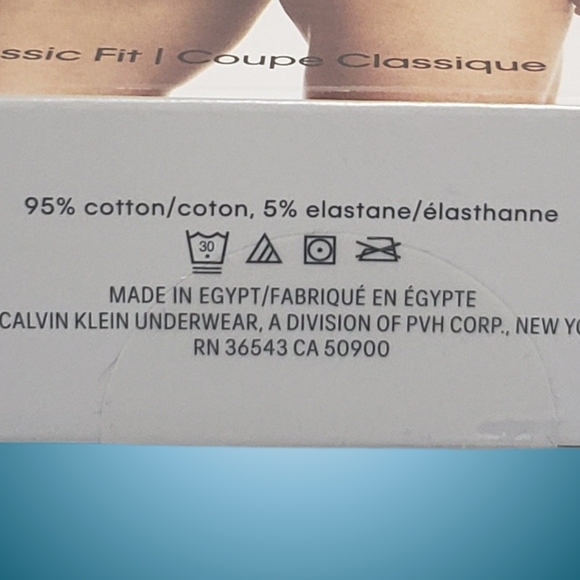 ssic Fit | Coupe Classique
95% cotton/coton, 5% elastane/élasthanne
30
MADE IN EGYPT/FABRIQUÉ EN ÉGYPTE
CALVIN KLEIN UNDERWEAR, A DIVISION OF PVH CORP., NEW YO
RN 36543 CA 50900